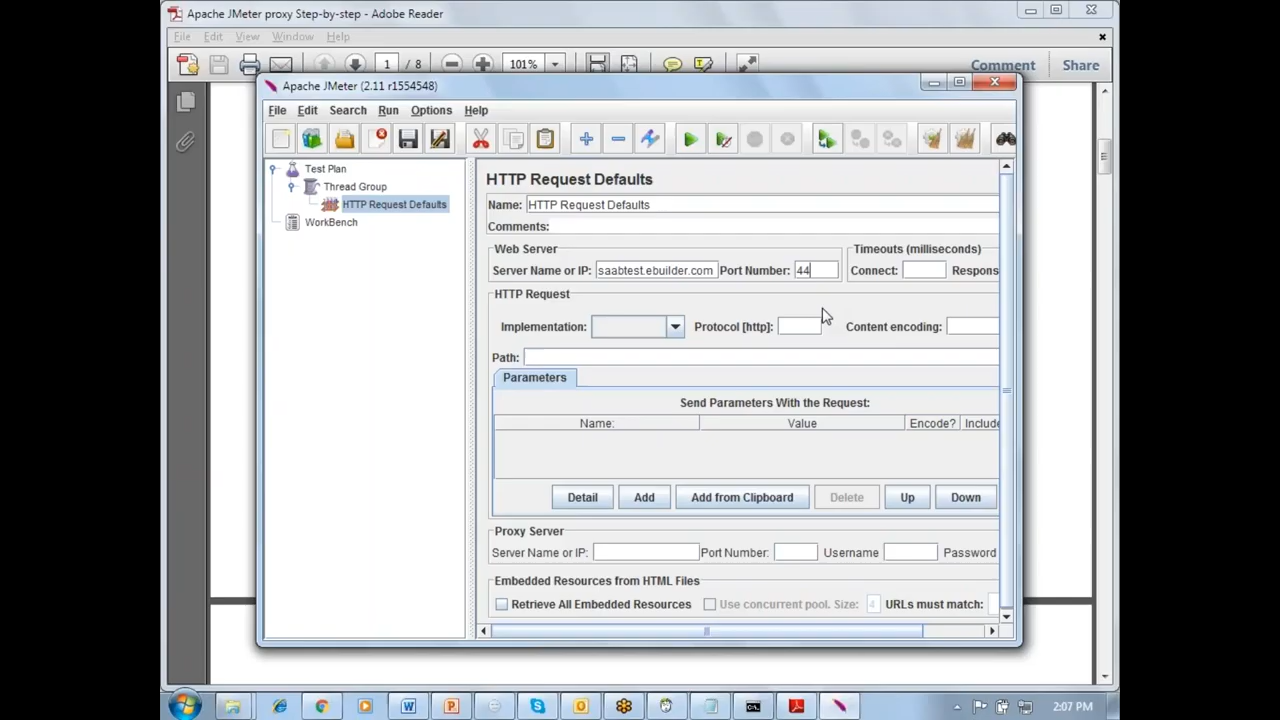 Apache JMeter proxy Step-by-step - Adobe Reader
File Edit View Window Help
1 / 8 101% Comment Share
Apache JMeter (2.11 r1554548)
File Edit Search Run Options Help
Test Plan
Thread Group
HTTP Request Defaults
WorkBench
HTTP Request Defaults
Name: HTTP Request Defaults
Comments:
Web Server Timeouts (milliseconds)
Server Name or IP: saabtest.ebuilder.com Port Number: 44 Connect: Respons
HTTP Request
Implementation: Protocol [http]: Content encoding:
Path:
Parameters
Send Parameters With the Request:
Name: Value Encode? Include
Detail Add Add from Clipboard Delete Up Down
Proxy Server
Server Name or IP: Port Number: Username Password
Embedded Resources from HTML Files
Retrieve All Embedded Resources Use concurrent pool. Size: 4 URLs must match:
2:07 PM